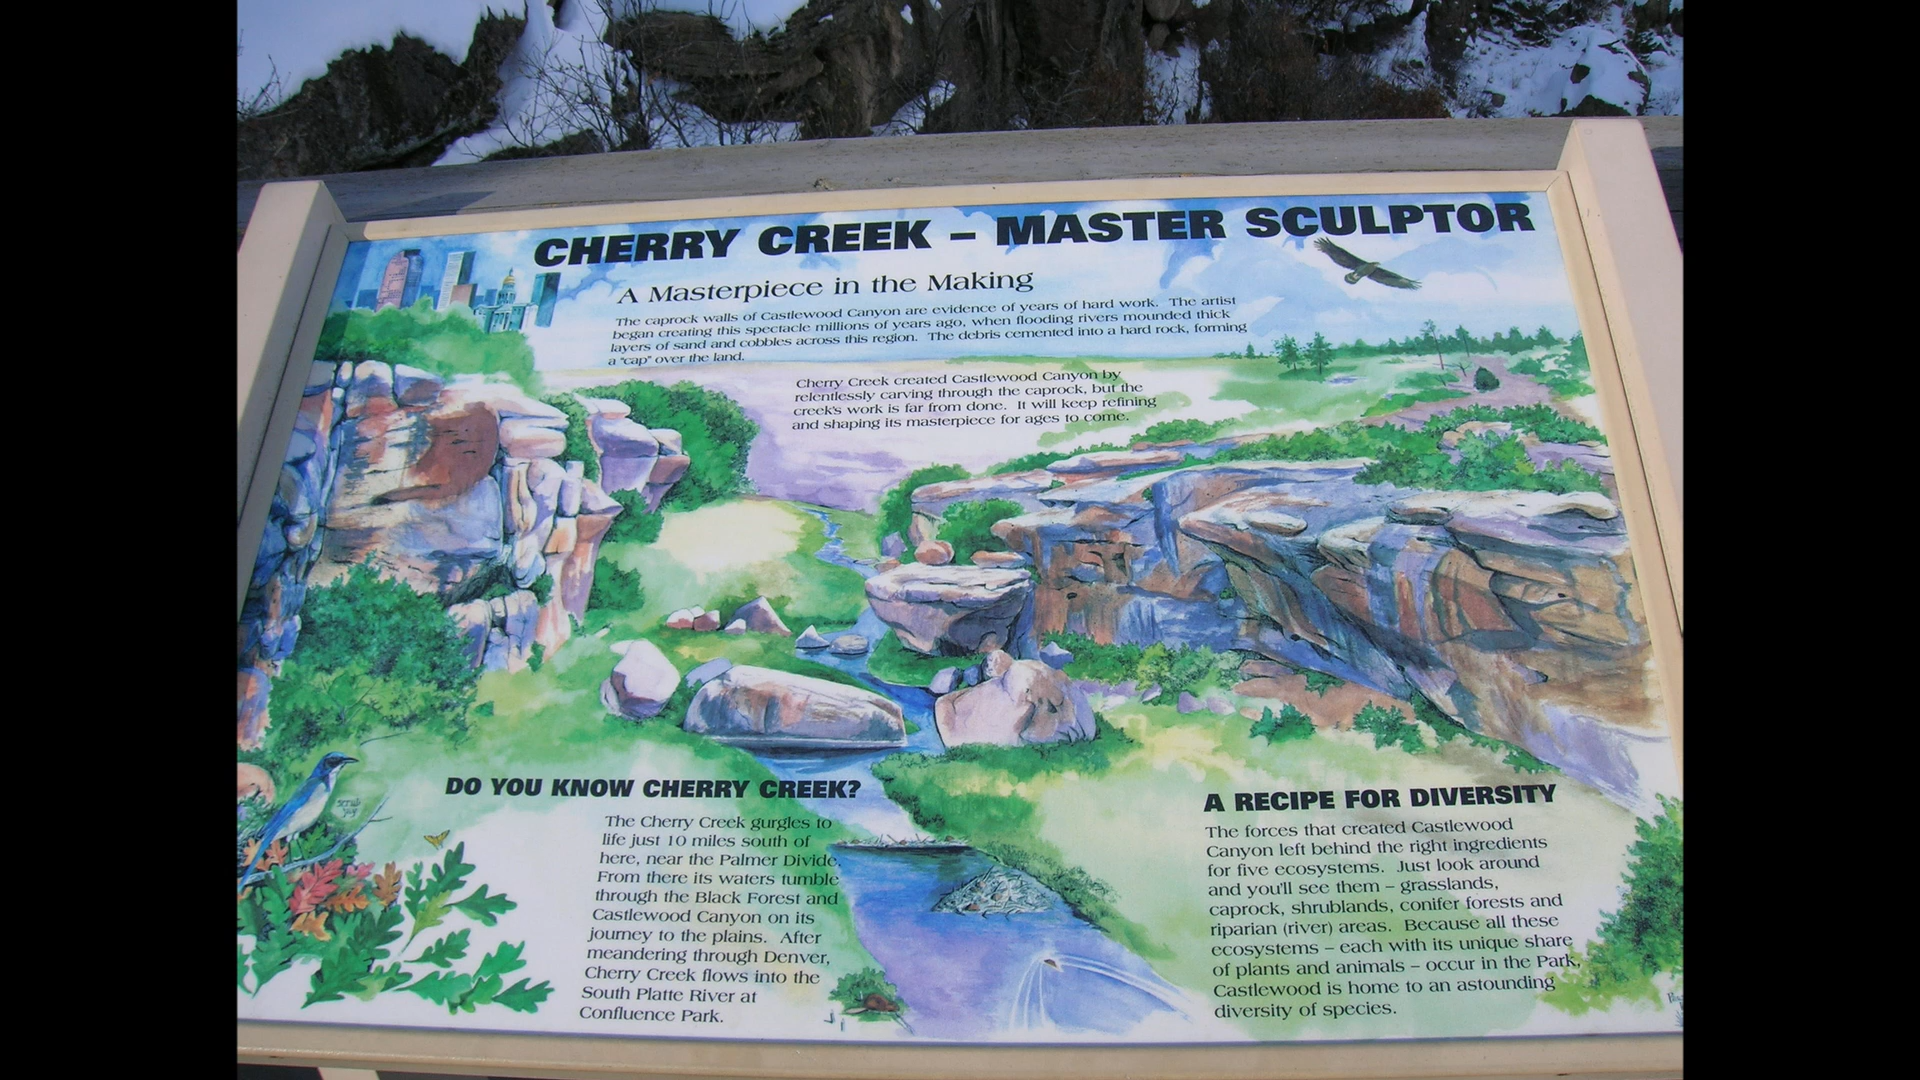 CHERRY CREEK – MASTER SCULPTOR
A Masterpiece in the Making
The caprock walls of Castlewood Canyon are evidence of years of hard work. The artist
began creating this spectacle millions of years ago, when flooding rivers mounded thick
layers of sand and cobbles across this region. The debris cemented into a hard rock, forming
a "cap" over the land.
Cherry Creek created Castlewood Canyon by
relentlessly carving through the caprock, but the
creek's work is far from done. It will keep refining
and shaping its masterpiece for ages to come.
DO YOU KNOW CHERRY CREEK?
The Cherry Creek gurgles to
life just 10 miles south of
here, near the Palmer Divide.
From there its waters tumble
through the Black Forest and
Castlewood Canyon on its
journey to the plains. After
meandering through Denver,
Cherry Creek flows into the
South Platte River at
Confluence Park.
scrub
jay
A RECIPE FOR DIVERSITY
The forces that created Castlewood
Canyon left behind the right ingredients
for five ecosystems. Just look around
and you'll see them – grasslands,
caprock, shrublands, conifer forests and
riparian (river) areas. Because all these
ecosystems – each with its unique share
of plants and animals – occur in the Park,
Castlewood is home to an astounding
diversity of species.